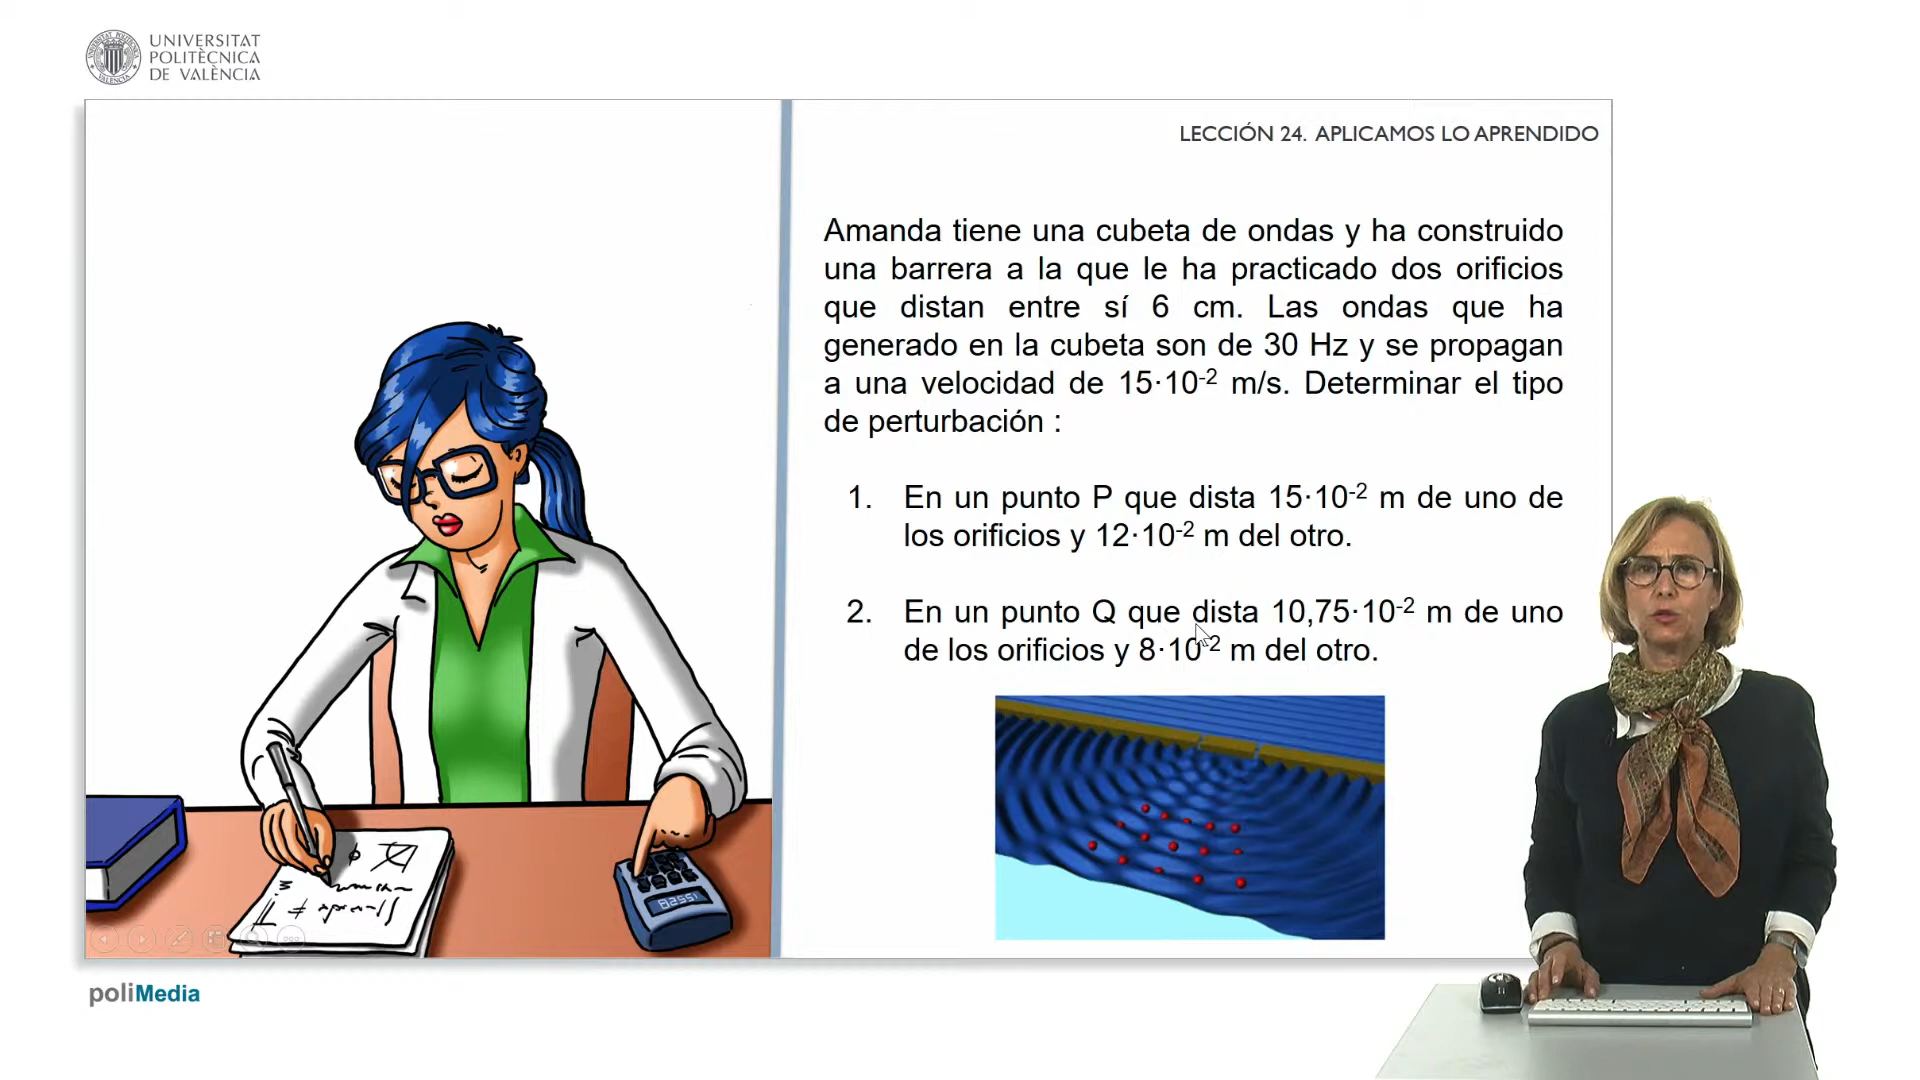 UNIVERSITAT
POLITÈCNICA
DE VALÈNCIA
LECCIÓN 24. APLICAMOS LO APRENDIDO
Amanda tiene una cubeta de ondas y ha construido
una barrera a la que le ha practicado dos orificios
que distan entre sí 6 cm. Las ondas que ha
generado en la cubeta son de 30 Hz y se propagan
a una velocidad de 15·10⁻² m/s. Determinar el tipo
de perturbación :
1. En un punto P que dista 15·10⁻² m de uno de
los orificios y 12·10⁻² m del otro.
2. En un punto Q que dista 10,75·10⁻² m de uno
de los orificios y 8·10⁻² m del otro.
poliMedia